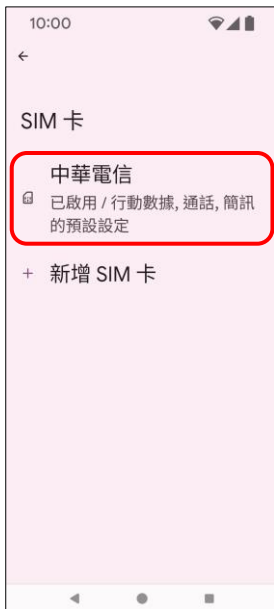 10:00
SIM 卡
中華電信
已啟用 / 行動數據, 通話, 簡訊
的預設設定
+ 新增 SIM 卡